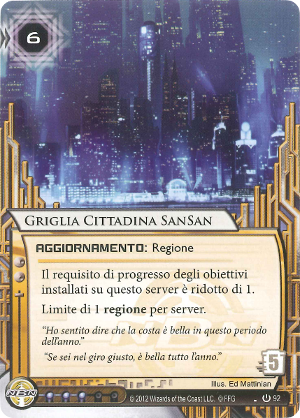 6
GRIGLIA CITTADINA SANSAN
AGGIORNAMENTO: Regione
Il requisito di progresso degli obiettivi
installati su questo server è ridotto di 1.
Limite di 1 regione per server.
"Ho sentito dire che la costa è bella in questo periodo
dell'anno."
"Se sei nel giro giusto, è bella tutto l'anno."
5
Illus. Ed Mattinian
NBN
© 2012 Wizards of the Coast LLC. © FFG
92